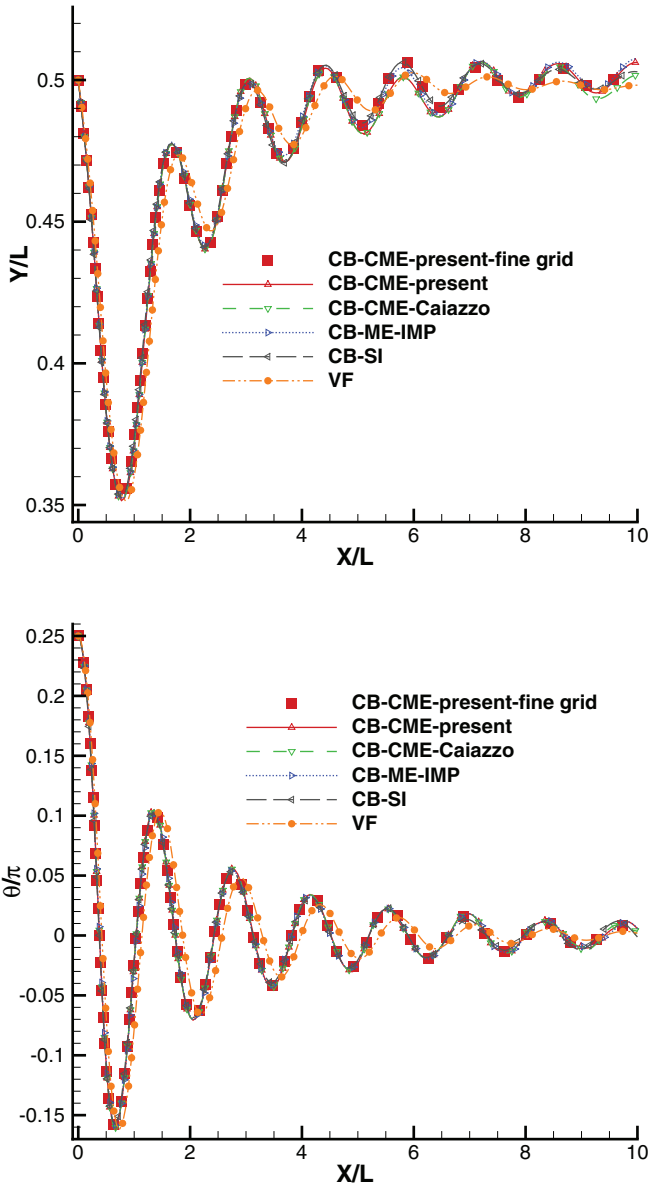 Y/L
0.5
0.45
0.4
0.35
CB-CME-present-fine grid
CB-CME-present
CB-CME-Caiazzo
CB-ME-IMP
CB-SI
VF
0 2 4 6 8 10
X/L
θ/π
0.25
0.2
0.15
0.1
0.05
0
-0.05
-0.1
-0.15
CB-CME-present-fine grid
CB-CME-present
CB-CME-Caiazzo
CB-ME-IMP
CB-SI
VF
0 2 4 6 8 10
X/L